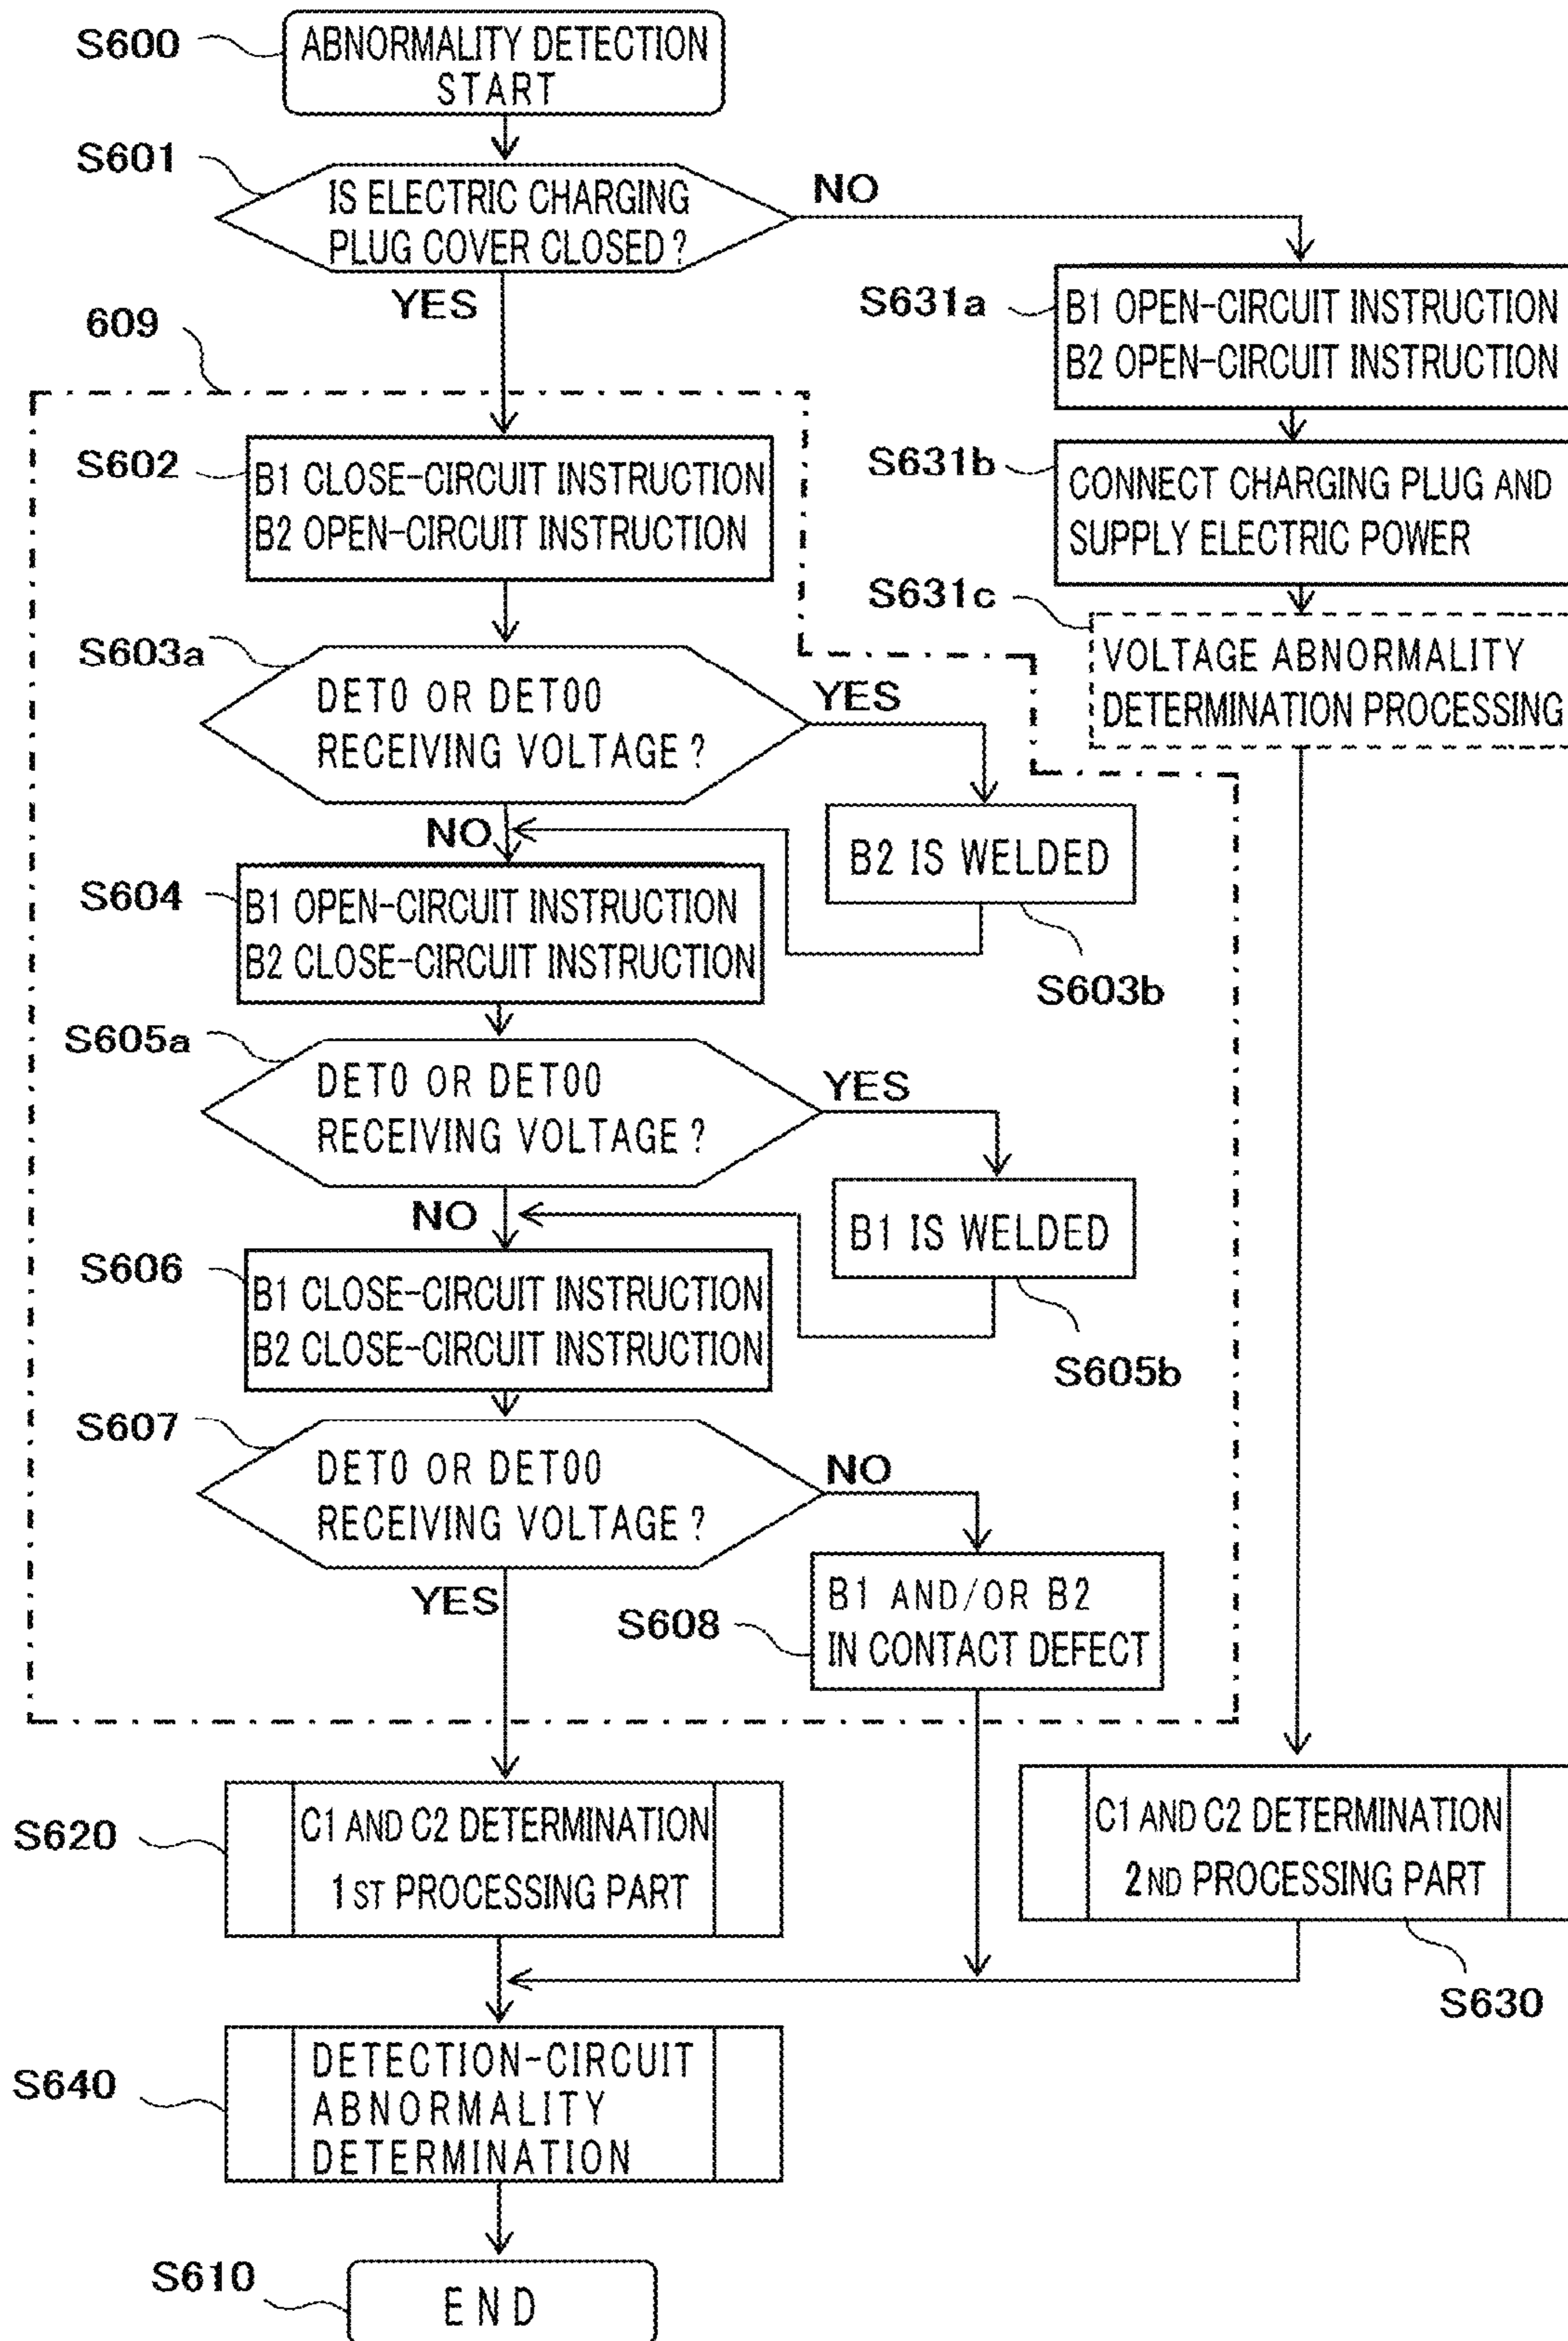 S600
ABNORMALITY DETECTION
START
S601
IS ELECTRIC CHARGING
PLUG COVER CLOSED?
NO
YES
S631a
B1 OPEN-CIRCUIT INSTRUCTION
B2 OPEN-CIRCUIT INSTRUCTION
609
S602
B1 CLOSE-CIRCUIT INSTRUCTION
B2 OPEN-CIRCUIT INSTRUCTION
S631b
CONNECT CHARGING PLUG AND
SUPPLY ELECTRIC POWER
S631c
VOLTAGE ABNORMALITY
DETERMINATION PROCESSING
S603a
DET0 OR DET00
RECEIVING VOLTAGE?
YES
NO
B2 IS WELDED
S603b
S604
B1 OPEN-CIRCUIT INSTRUCTION
B2 CLOSE-CIRCUIT INSTRUCTION
S605a
DET0 OR DET00
RECEIVING VOLTAGE?
YES
NO
B1 IS WELDED
S605b
S606
B1 CLOSE-CIRCUIT INSTRUCTION
B2 CLOSE-CIRCUIT INSTRUCTION
S607
DET0 OR DET00
RECEIVING VOLTAGE?
NO
YES
S608
B1 AND/OR B2
IN CONTACT DEFECT
S620
C1 AND C2 DETERMINATION
1ST PROCESSING PART
C1 AND C2 DETERMINATION
2ND PROCESSING PART
S630
S640
DETECTION-CIRCUIT
ABNORMALITY
DETERMINATION
S610
END